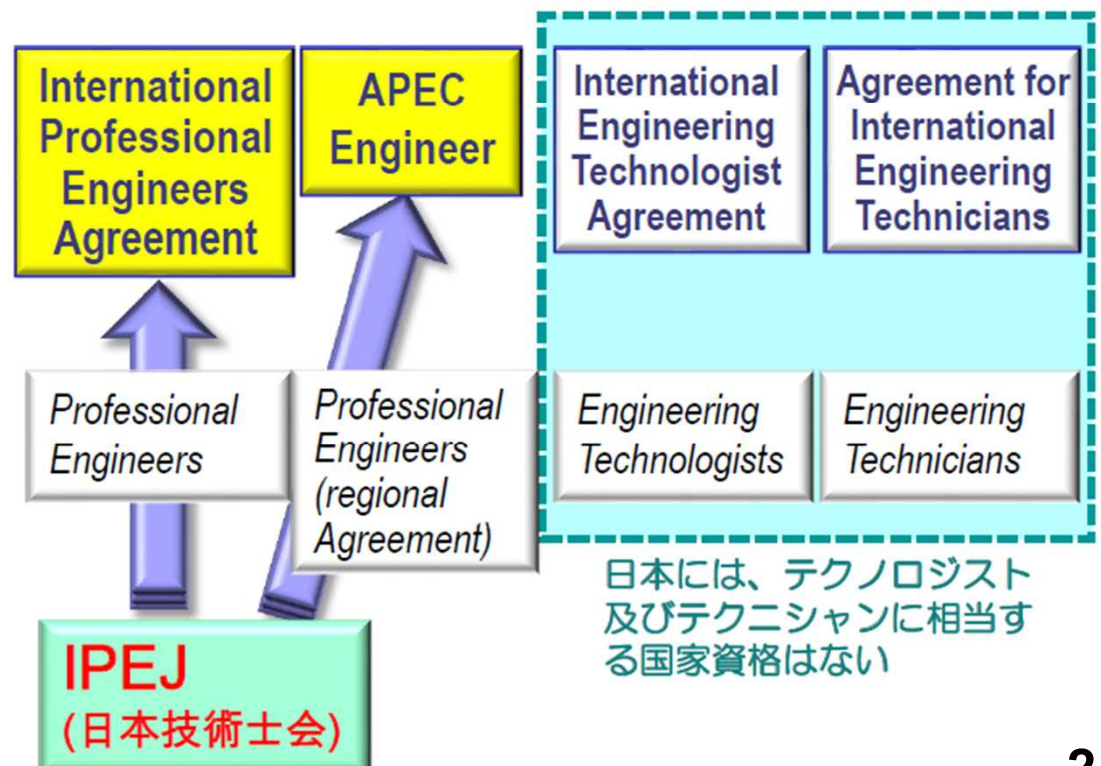 International
Professional
Engineers
Agreement
APEC
Engineer
International
Engineering
Technologist
Agreement
Agreement for
International
Engineering
Technicians
Professional
Engineers
Professional
Engineers
(regional
Agreement)
Engineering
Technologists
Engineering
Technicians
日本には、テクノロジスト
及びテクニシャンに相当す
る国家資格はない
IPEJ
(日本技術士会)